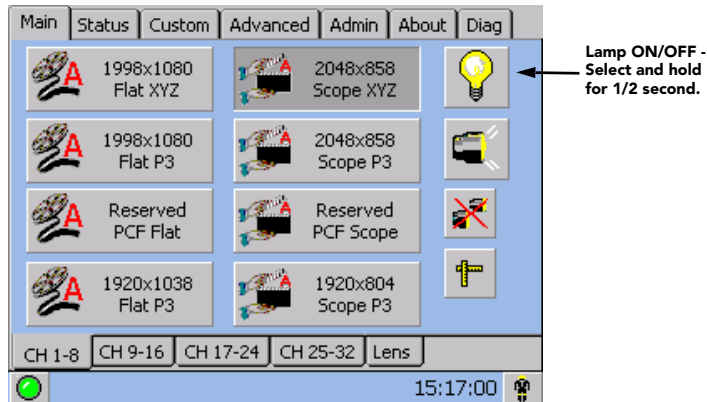 Main Status Custom Advanced Admin About Diag
1998x1080
Flat XYZ
A
2048x858
Scope XYZ
A
Lamp ON/OFF -
Select and hold
for 1/2 second.
1998x1080
Flat P3
A
2048x858
Scope P3
A
Reserved
PCF Flat
A
Reserved
PCF Scope
A
1920x1038
Flat P3
A
1920x804
Scope P3
A
CH 1-8 CH 9-16 CH 17-24 CH 25-32 Lens
15:17:00